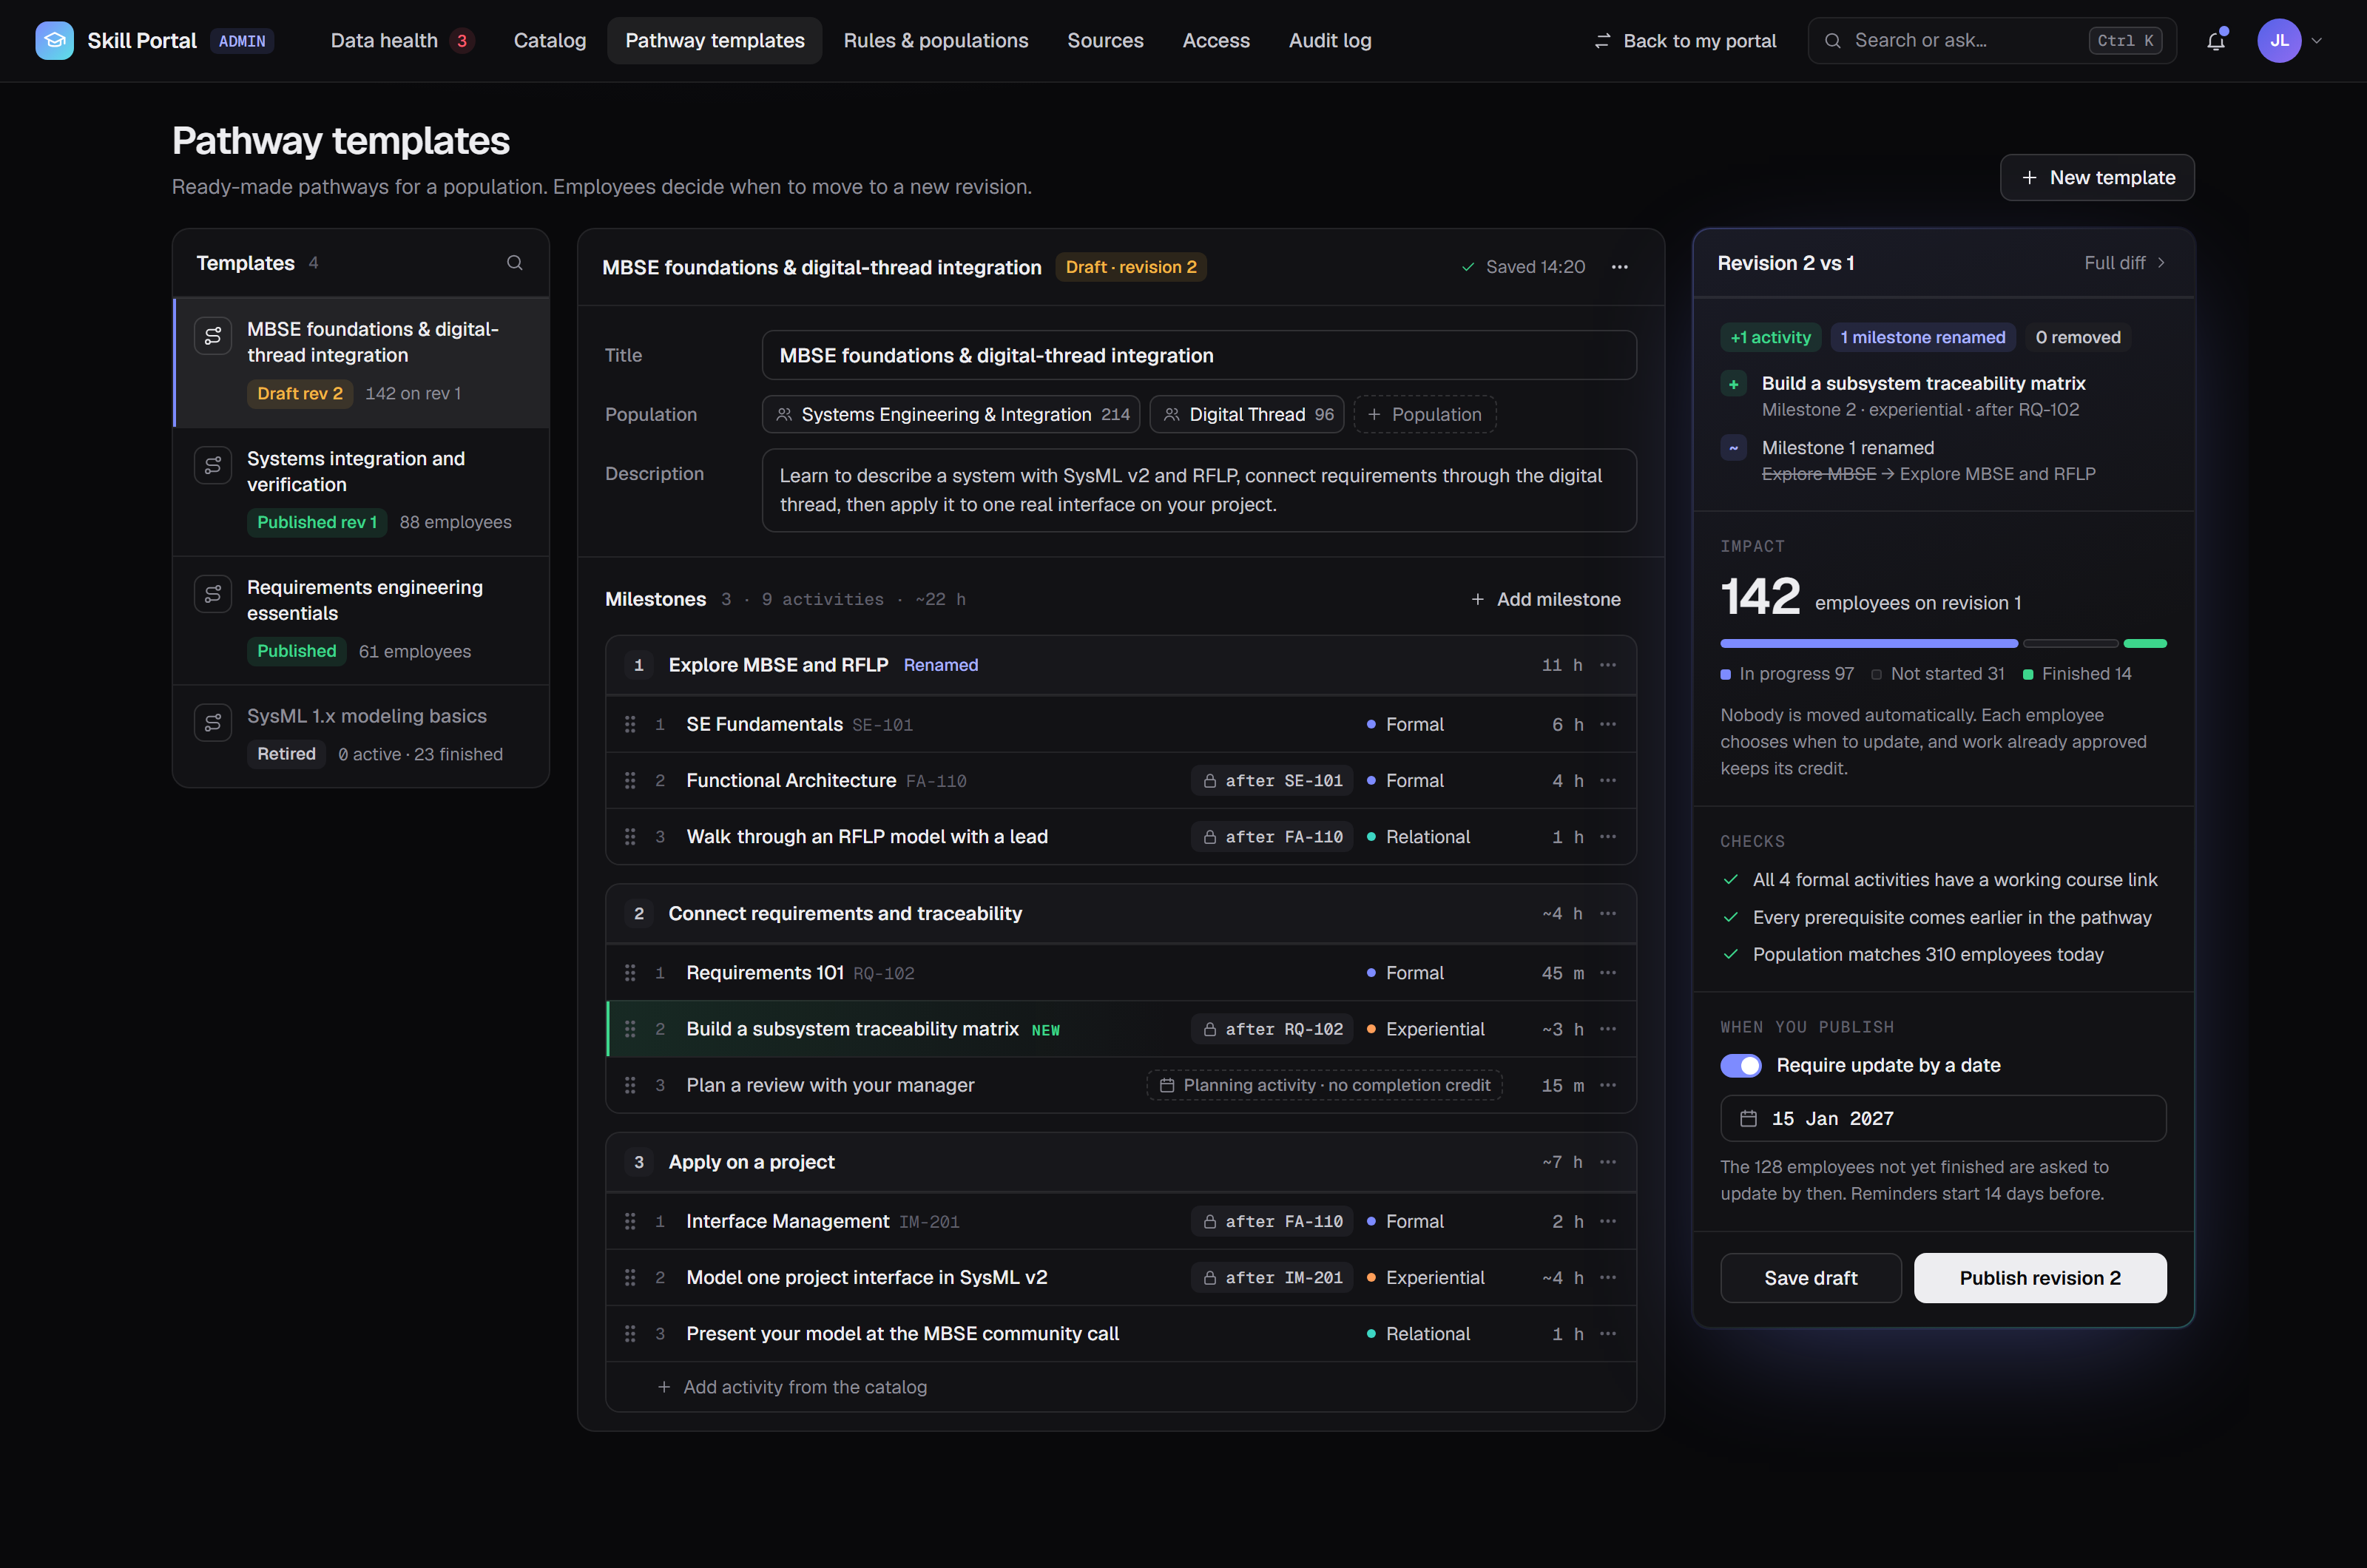 Skill Portal ADMIN
Data health 3
Catalog
Pathway templates
Rules & populations
Sources
Access
Audit log
Back to my portal
Search or ask...
Ctrl K
JL
Pathway templates
Ready-made pathways for a population. Employees decide when to move to a new revision.
New template
Templates 4
MBSE foundations & digital-
thread integration
Draft rev 2 142 on rev 1
Systems integration and
verification
Published rev 1 88 employees
Requirements engineering
essentials
Published 61 employees
SysML 1.x modeling basics
Retired 0 active · 23 finished
MBSE foundations & digital-thread integration Draft · revision 2
Saved 14:20
Title
MBSE foundations & digital-thread integration
Population
Systems Engineering & Integration 214
Digital Thread 96
+ Population
Description
Learn to describe a system with SysML v2 and RFLP, connect requirements through the digital
thread, then apply it to one real interface on your project.
Milestones 3 · 9 activities · ~22 h
+ Add milestone
1 Explore MBSE and RFLP Renamed 11 h
1 SE Fundamentals SE-101 Formal 6 h
2 Functional Architecture FA-110 after SE-101 Formal 4 h
3 Walk through an RFLP model with a lead after FA-110 Relational 1 h
2 Connect requirements and traceability ~4 h
1 Requirements 101 RQ-102 Formal 45 m
2 Build a subsystem traceability matrix NEW after RQ-102 Experiential ~3 h
3 Plan a review with your manager Planning activity · no completion credit 15 m
3 Apply on a project ~7 h
1 Interface Management IM-201 after FA-110 Formal 2 h
2 Model one project interface in SysML v2 after IM-201 Experiential ~4 h
3 Present your model at the MBSE community call Relational 1 h
+ Add activity from the catalog
Revision 2 vs 1
Full diff
+1 activity 1 milestone renamed 0 removed
+ Build a subsystem traceability matrix
Milestone 2 · experiential · after RQ-102
~ Milestone 1 renamed
Explore MBSE → Explore MBSE and RFLP
IMPACT
142 employees on revision 1
In progress 97 Not started 31 Finished 14
Nobody is moved automatically. Each employee
chooses when to update, and work already approved
keeps its credit.
CHECKS
All 4 formal activities have a working course link
Every prerequisite comes earlier in the pathway
Population matches 310 employees today
WHEN YOU PUBLISH
Require update by a date
15 Jan 2027
The 128 employees not yet finished are asked to
update by then. Reminders start 14 days before.
Save draft
Publish revision 2